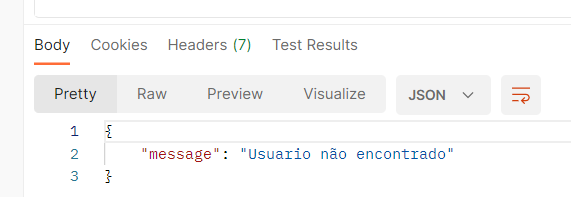 Body Cookies Headers (7) Test Results
Pretty Raw Preview Visualize JSON
1 {
2 "message": "Usuario não encontrado"
3 }